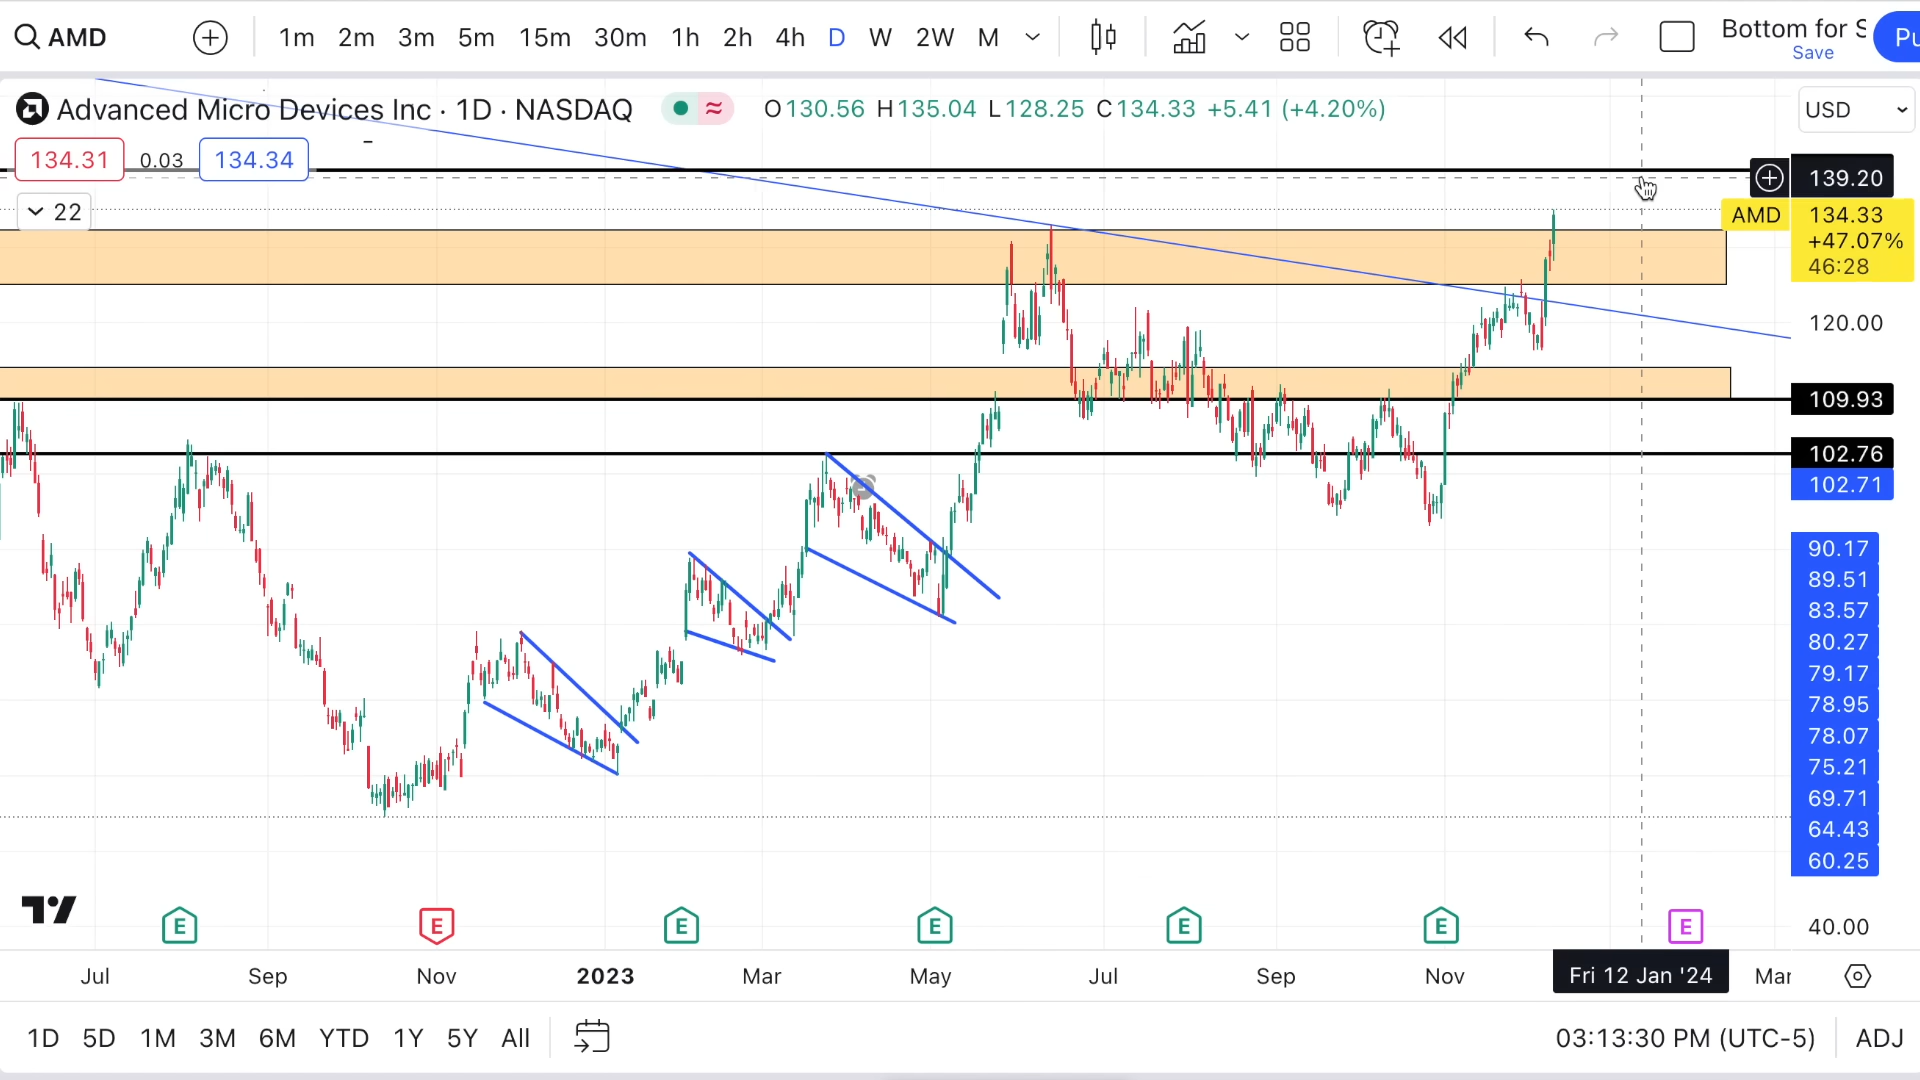 AMD 1m 2m 3m 5m 15m 30m 1h 2h 4h D W 2W M Bottom for S Pu
Save
Advanced Micro Devices Inc · 1D · NASDAQ ≈ O130.56 H135.04 L128.25 C134.33 +5.41 (+4.20%) USD
134.31 0.03 134.34
139.20
22
AMD 134.33
+47.07%
46:28
120.00
109.93
102.76
102.71
90.17
89.51
83.57
80.27
79.17
78.95
78.07
75.21
69.71
64.43
60.25
E E E E E E E 40.00
Jul Sep Nov 2023 Mar May Jul Sep Nov Fri 12 Jan '24 Mar
1D 5D 1M 3M 6M YTD 1Y 5Y All 03:13:30 PM (UTC-5) ADJ